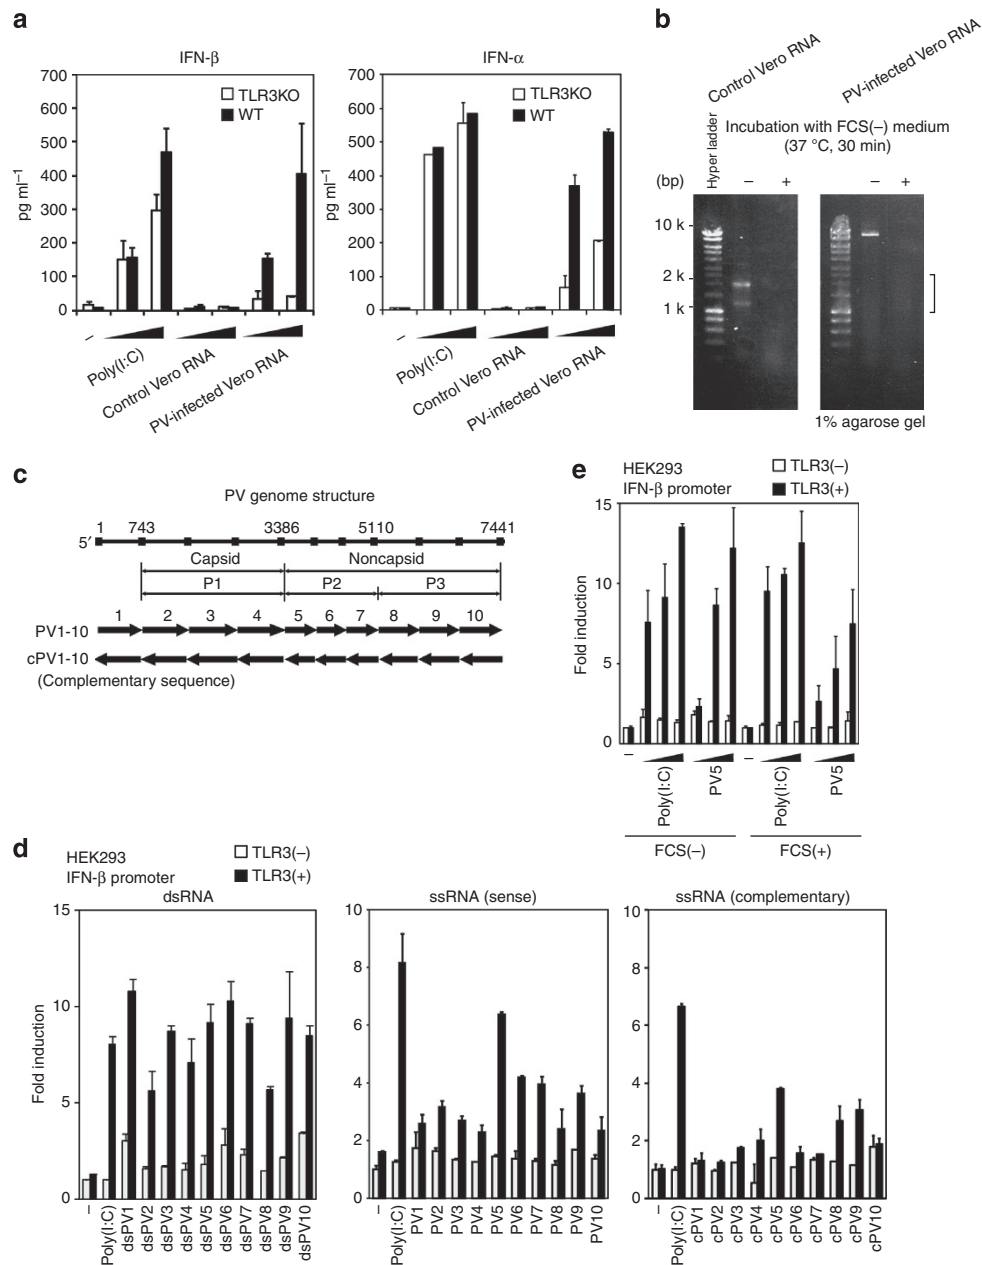 a
IFN-β
700
600
500
400
300
200
100
0
pg ml–1
TLR3KO
WT
–
Poly(I:C)
Control Vero RNA
PV-infected Vero RNA
IFN-α
700
600
500
400
300
200
100
0
pg ml–1
TLR3KO
WT
–
Poly(I:C)
Control Vero RNA
PV-infected Vero RNA
b
Control Vero RNA
PV-infected Vero RNA
Hyper ladder
Incubation with FCS(–) medium
(37 °C, 30 min)
(bp)
– +
– +
10 k
2 k
1 k
1% agarose gel
c
PV genome structure
1 743 3386 5110 7441
5′
Capsid Noncapsid
P1 P2 P3
1 2 3 4 5 6 7 8 9 10
PV1-10
cPV1-10
(Complementary sequence)
e
HEK293
IFN-β promoter
TLR3(–)
TLR3(+)
15
10
5
0
Fold induction
–
Poly(I:C)
PV5
–
Poly(I:C)
PV5
FCS(–) FCS(+)
d
HEK293
IFN-β promoter
TLR3(–)
TLR3(+)
dsRNA
15
10
5
0
Fold induction
–
Poly(I:C)
dsPV1
dsPV2
dsPV3
dsPV4
dsPV5
dsPV6
dsPV7
dsPV8
dsPV9
dsPV10
ssRNA (sense)
10
8
6
4
2
0
–
Poly(I:C)
PV1
PV2
PV3
PV4
PV5
PV6
PV7
PV8
PV9
PV10
ssRNA (complementary)
10
8
6
4
2
0
–
Poly(I:C)
cPV1
cPV2
cPV3
cPV4
cPV5
cPV6
cPV7
cPV8
cPV9
cPV10